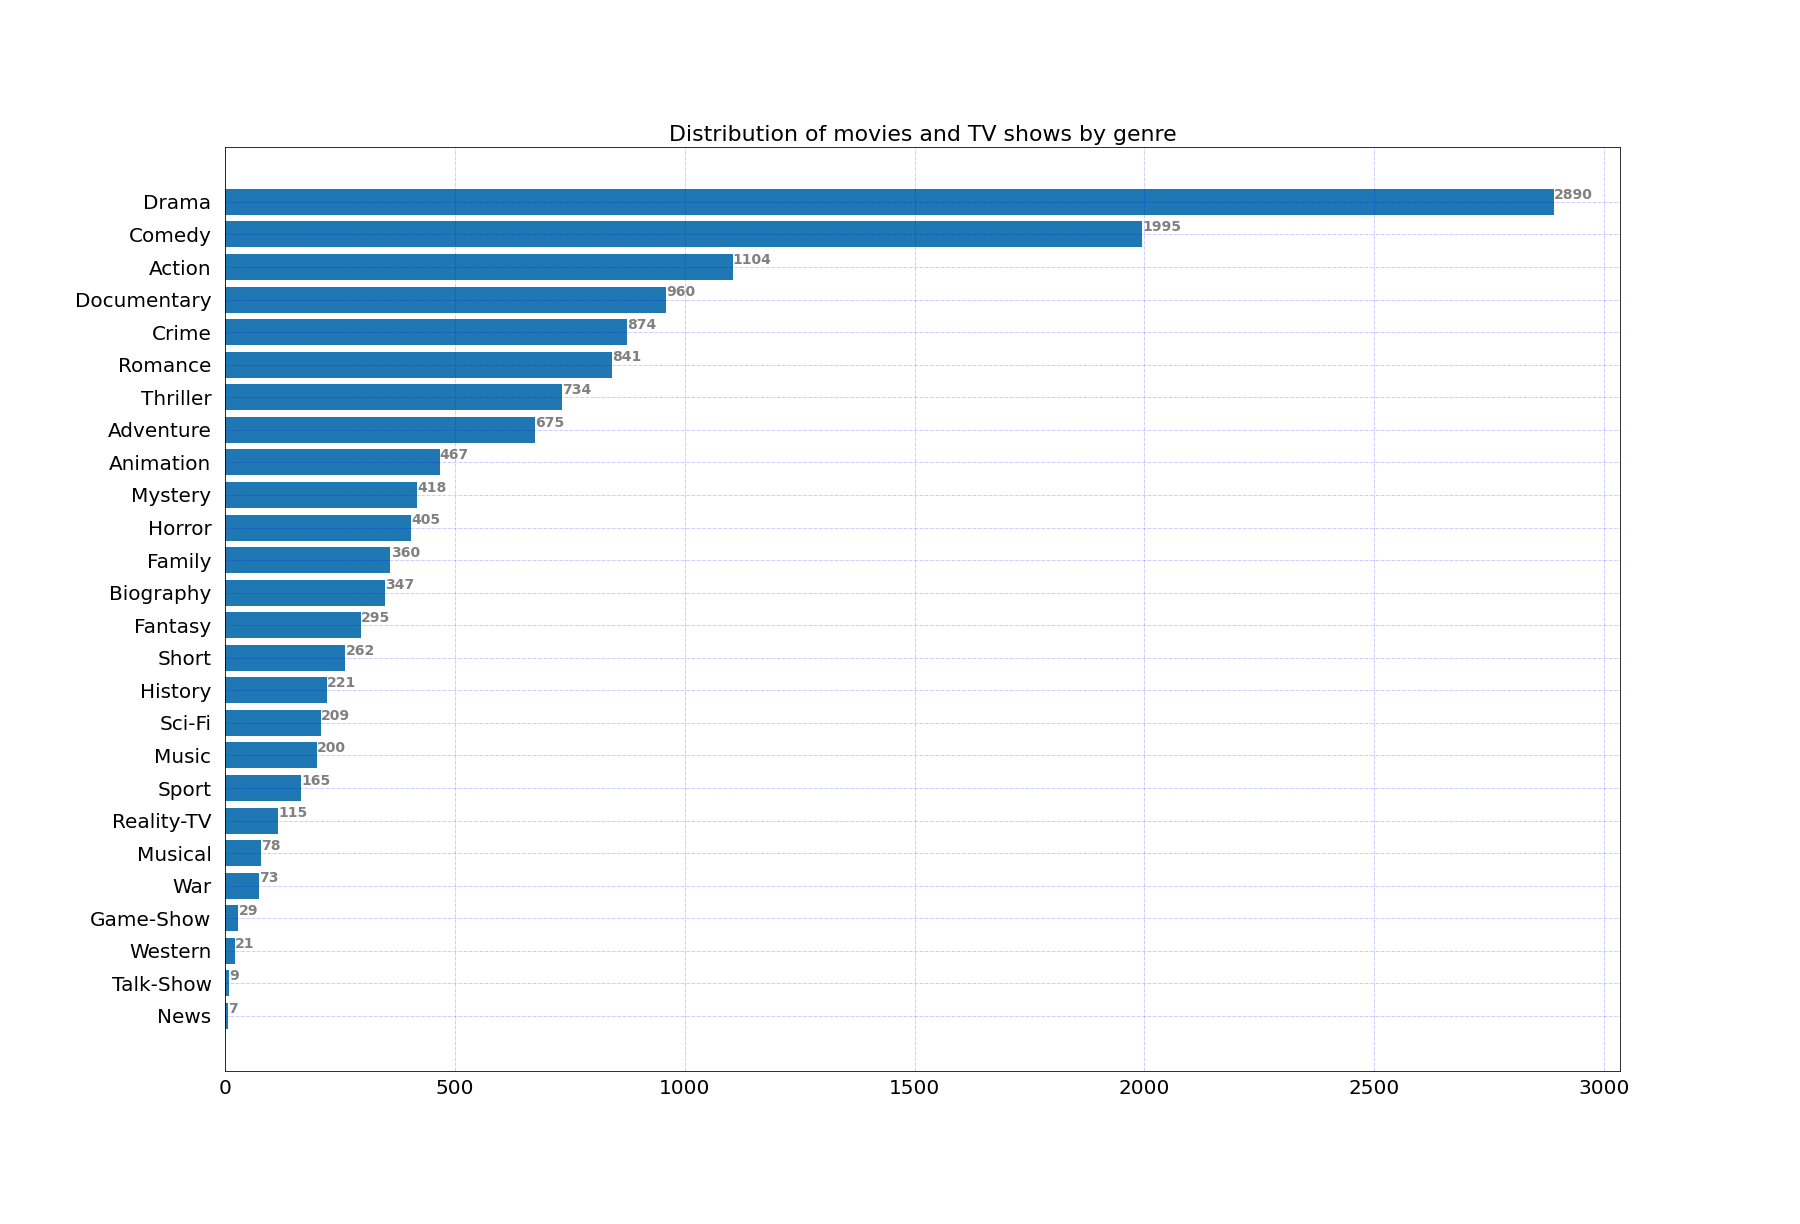 Distribution of movies and TV shows by genre
Drama 2890
Comedy 1995
Action 1104
Documentary 960
Crime 874
Romance 841
Thriller 734
Adventure 675
Animation 467
Mystery 418
Horror 405
Family 360
Biography 347
Fantasy 295
Short 262
History 221
Sci-Fi 209
Music 200
Sport 165
Reality-TV 115
Musical 78
War 73
Game-Show 29
Western 21
Talk-Show 9
News 7
0 500 1000 1500 2000 2500 3000